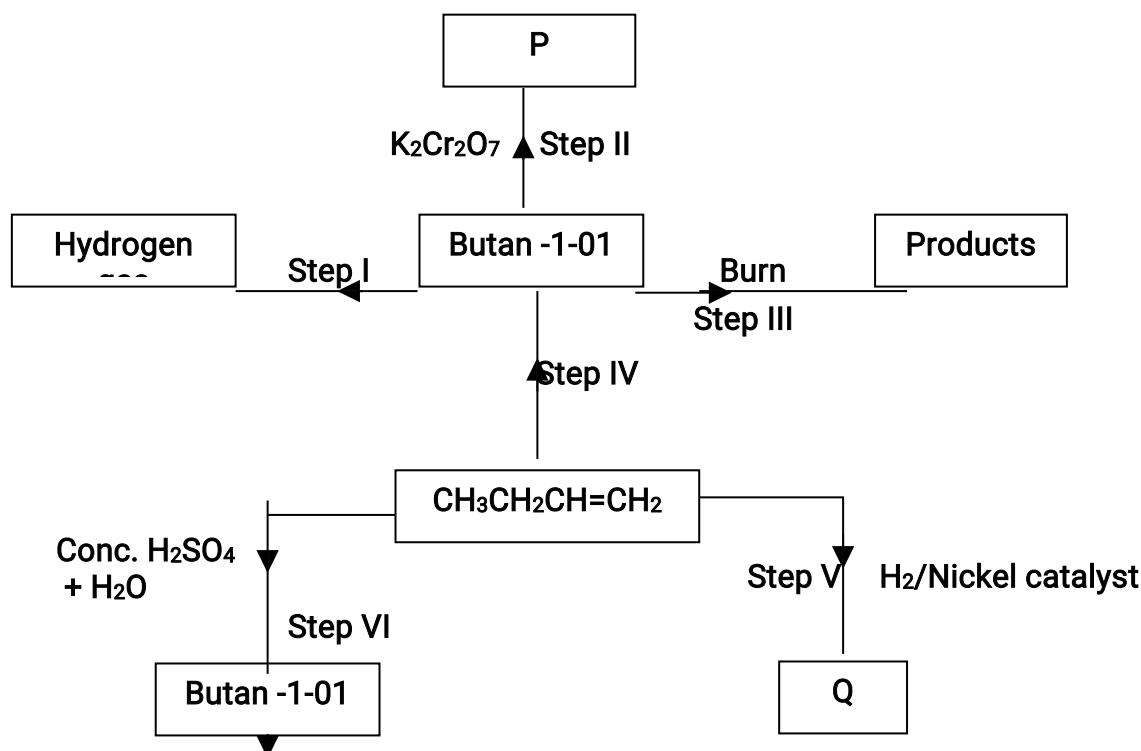 P
K₂Cr₂O₇ Step II
Hydrogen
Butan -1-01
Products
Step I
Burn
Step III
Step IV
CH₃CH₂CH=CH₂
Conc. H₂SO₄
+ H₂O
Step V
H₂/Nickel catalyst
Step VI
Butan -1-01
Q